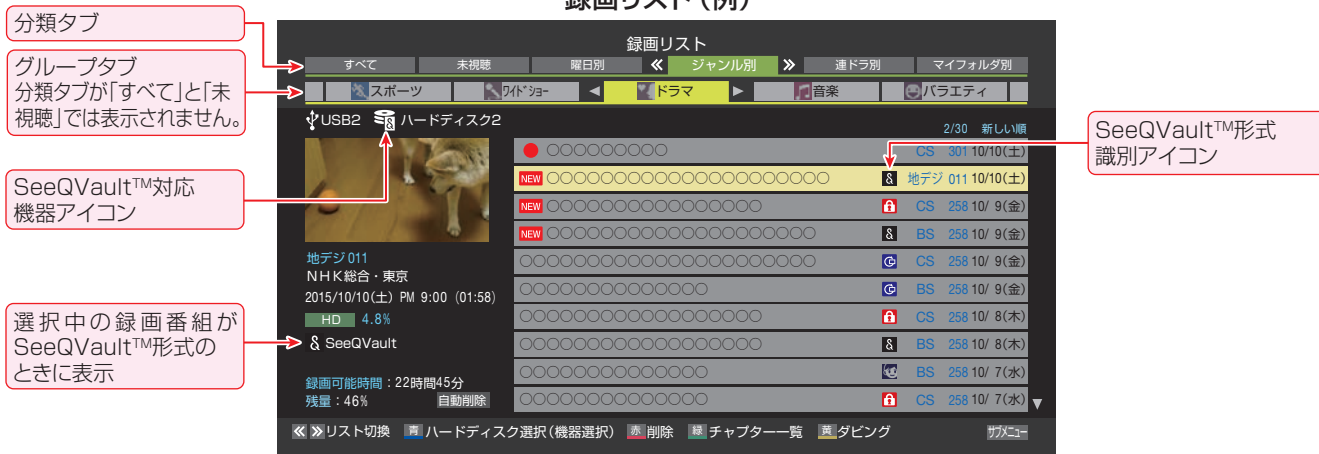 録画リスト（例）
分類タブ
グループタブ
分類タブが「すべて」と「未
視聴」では表示されません。
SeeQVault™対応
機器アイコン
選択中の録画番組が
SeeQVault™形式の
ときに表示
録画リスト
すべて 未視聴 曜日別 ≪ ジャンル別 ≫ 連ドラ別 マイフォルダ別
スポーツ ワイドショー ◀ ドラマ ▶ 音楽 バラエティ
USB2 ハードディスク2
2/30 新しい順
○○○○○○○○○ CS 301 10/10(土)
NEW ○○○○○○○○○○○○○○○○○○○○○ & 地デジ 011 10/10(土)
NEW ○○○○○○○○○○○○○○○○ CS 258 10/ 9(金)
NEW ○○○○○○○○○○○○○○○○○○○○ & BS 258 10/ 9(金)
○○○○○○○○○○○○○○○○○○○○○○ CS 258 10/ 9(金)
○○○○○○○○○○○○○○ BS 258 10/ 9(金)
○○○○○○○○○○○○○○○○○○ CS 258 10/ 8(木)
○○○○○○○○○○○○○○○○○○ & BS 258 10/ 8(木)
○○○○○○○○○○○○○○ BS 258 10/ 7(水)
○○○○○○○○○○○○○○ CS 258 10/ 7(水) ▼
地デジ 011
ＮＨＫ総合・東京
2015/10/10(土) PM 9:00 (01:58)
HD 4.8%
& SeeQVault
録画可能時間：22時間45分
残量：46% 自動削除
≪ ≫ リスト切換 青 ハードディスク選択(機器選択) 赤 削除 緑 チャプター一覧 黄 ダビング サブメニュー
SeeQVault™形式
識別アイコン